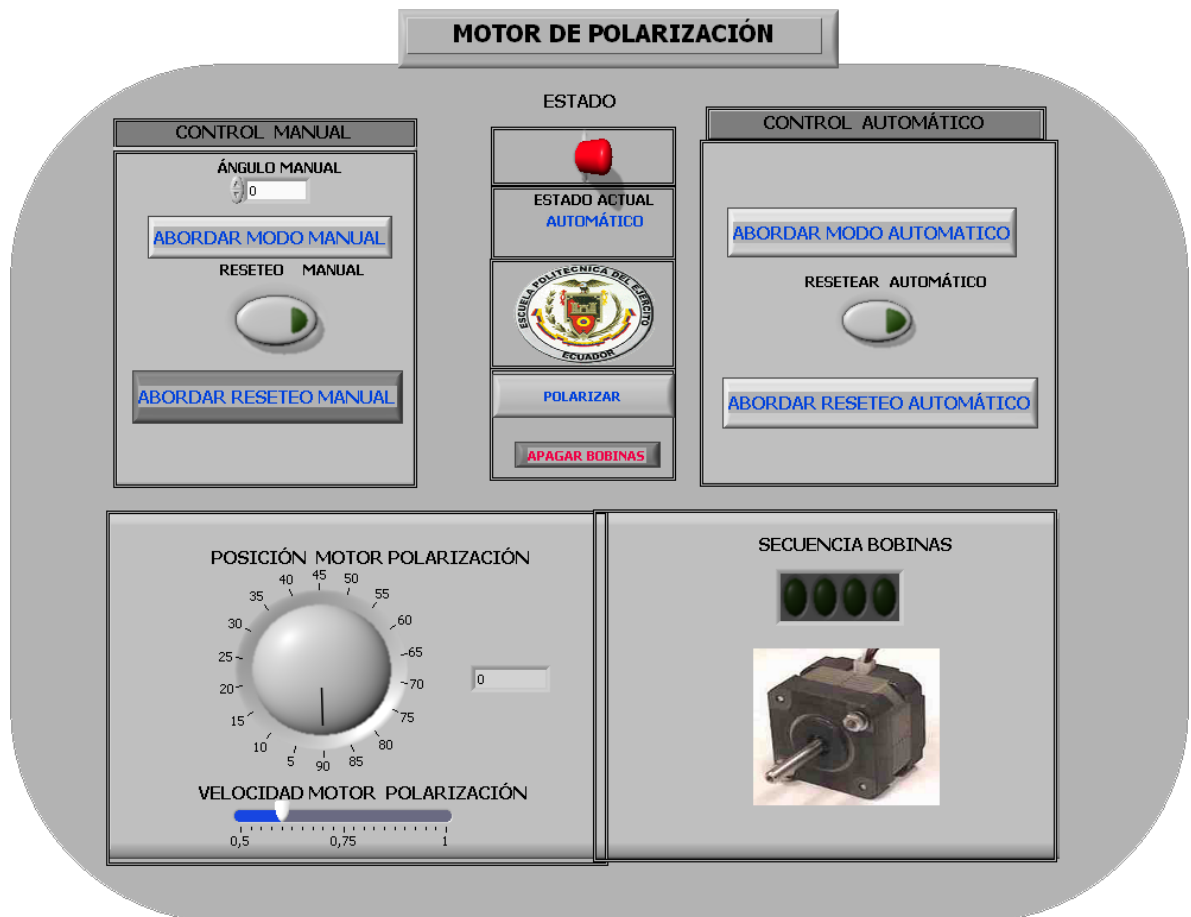 MOTOR DE POLARIZACIÓN
ESTADO
CONTROL MANUAL
ÁNGULO MANUAL
0
ABORDAR MODO MANUAL
RESETEO MANUAL
ABORDAR RESETEO MANUAL
ESTADO ACTUAL
AUTOMÁTICO
ESCUELA POLITECNICA DEL EJERCITO
ECUADOR
POLARIZAR
APAGAR BOBINAS
CONTROL AUTOMÁTICO
ABORDAR MODO AUTOMATICO
RESETEAR AUTOMÁTICO
ABORDAR RESETEO AUTOMÁTICO
POSICIÓN MOTOR POLARIZACIÓN
5 10 15 20 25 30 35 40 45 50 55 60 65 70 75 80 85 90
0
VELOCIDAD MOTOR POLARIZACIÓN
0,5 0,75 1
SECUENCIA BOBINAS